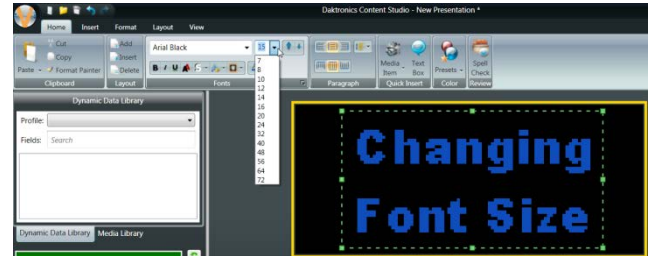 Daktronics Content Studio - New Presentation *
Home Insert Format Layout View
Cut
Copy
Paste
Format Painter
Clipboard
Add
Insert
Delete
Layout
Arial Black 15
B I U A
Fonts
7
8
10
12
14
16
20
24
32
40
48
56
64
72
Paragraph
Media Item
Text Box
Quick Insert
Presets
Color
Spell Check
Review
Dynamic Data Library
Profile:
Fields: Search
Dynamic Data Library Media Library
Changing
Font Size